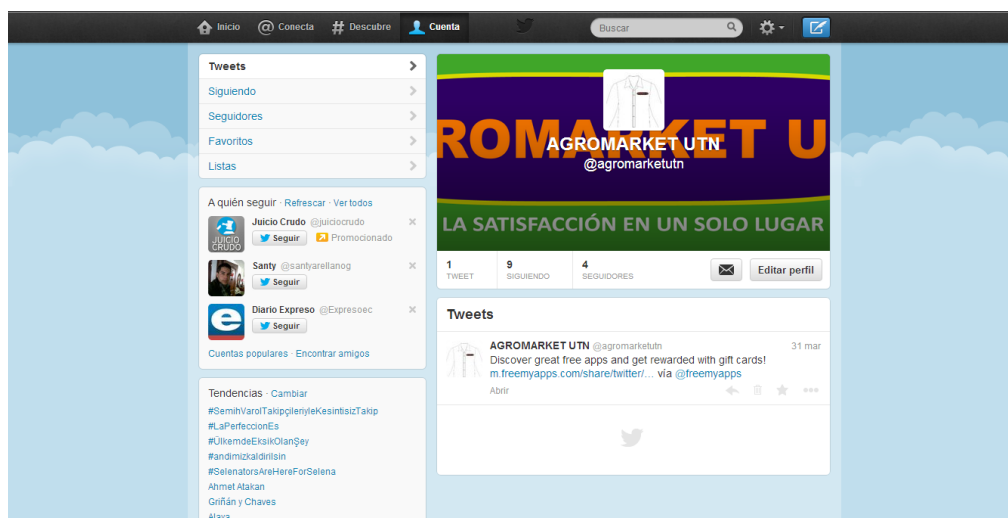 Inicio Conecta Descubre Cuenta Buscar
Tweets
Siguiendo
Seguidores
Favoritos
Listas
A quién seguir · Refrescar · Ver todos
Juicio Crudo @juiciocrudo
Seguir Promocionado
JUICIO
CRUDO
Santy @santyarellanog
Seguir
Diario Expreso @Expresoec
Seguir
Cuentas populares · Encontrar amigos
Tendencias · Cambiar
#SemihVarolTakipçileriyleKesintisizTakip
#LaPerfeccionEs
#ÜlkemdeEksikOlanŞey
#andimizkaldirilsin
#SelenatorsAreHereForSelena
Ahmet Atakan
Griñán y Chaves
Alaya
ROMARKET U
AGROMARKET UTN
@agromarketutn
LA SATISFACCIÓN EN UN SOLO LUGAR
1 9 4
TWEET SIGUIENDO SEGUIDORES
Editar perfil
Tweets
AGROMARKET UTN @agromarketutn 31 mar
Discover great free apps and get rewarded with gift cards!
m.freemyapps.com/share/twitter/... vía @freemyapps
Abrir